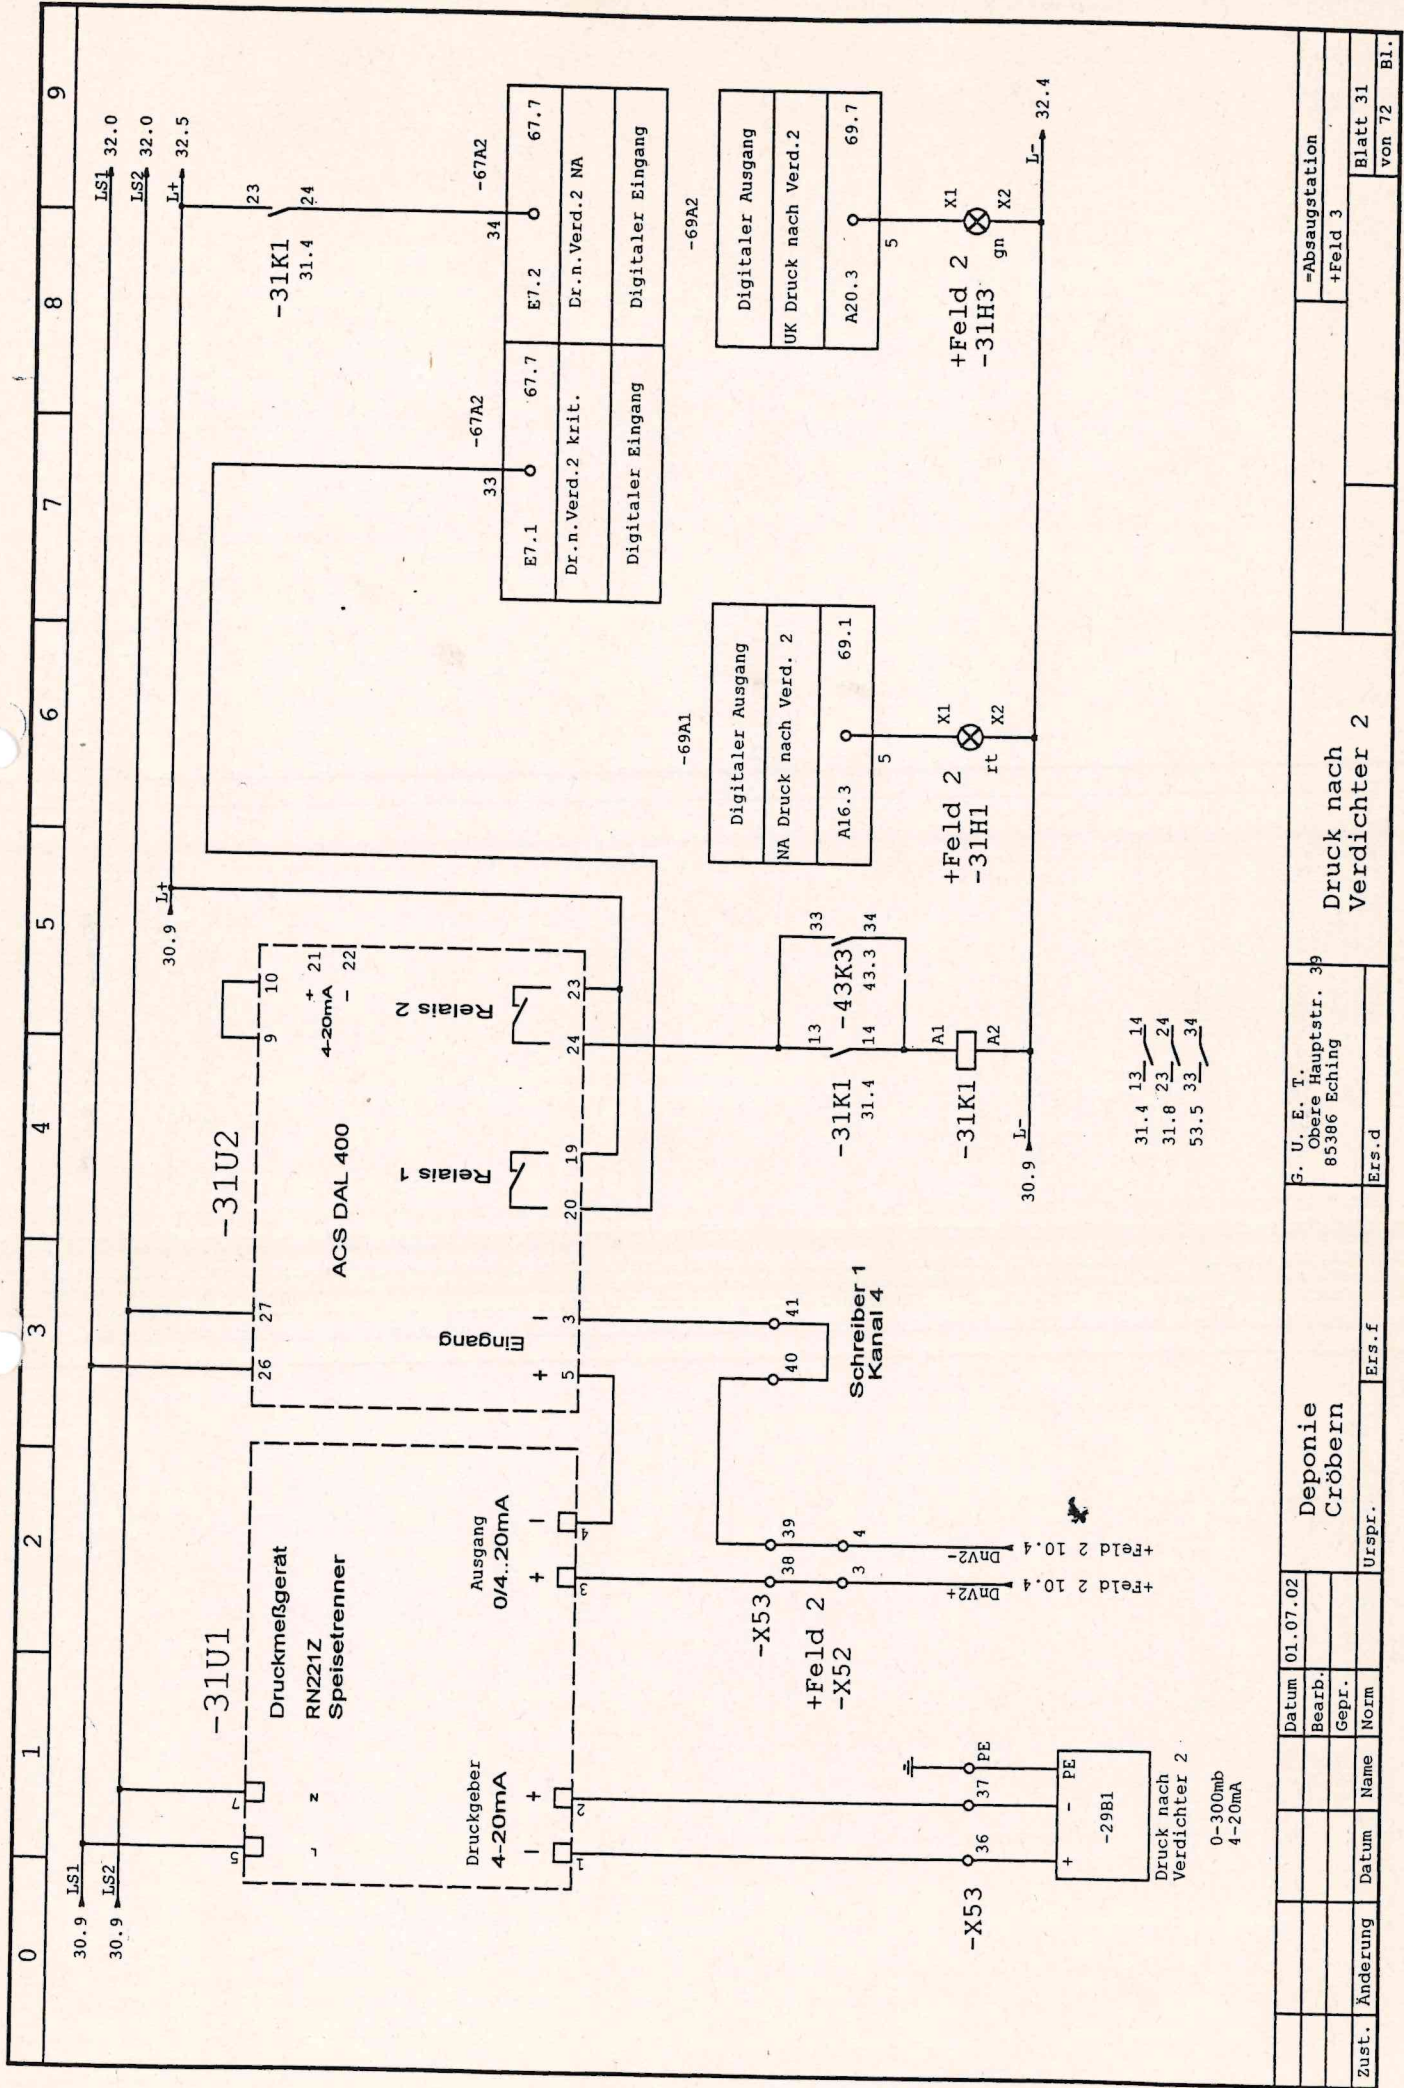 0 1 2 3 4 5 6 7 8 9
30.9 LS1
LS1 32.0
30.9 LS2
LS2 32.0
30.9 L+
L+ 32.5
-31U1
5 7
L N
Druckmeßgerät
RN221Z
Speisetrenner
Druckgeber
4-20mA
- +
1 2
Ausgang
0/4..20mA
+ -
3 4
-31U2
26 27
9 10
ACS DAL 400
4-20mA
+ 21
- 22
Eingang
+ -
5 3
Relais 1
20 19
Relais 2
24 23
-31K1
31.4
23
24
-67A2
33
E7.1 67.7
Dr.n.Verd.2 krit.
Digitaler Eingang
-67A2
34
E7.2 67.7
Dr.n.Verd.2 NA
Digitaler Eingang
-69A1
Digitaler Ausgang
NA Druck nach Verd. 2
A16.3 69.1
5
+Feld 2
-31H1
X1
X2
rt
-69A2
Digitaler Ausgang
UK Druck nach Verd.2
A20.3 69.7
5
+Feld 2
-31H3
X1
X2
gn
-X53
38 39
+Feld 2
-X52
3 4
DnV2+
DnV2-
+Feld 2 10.4
+Feld 2 10.4
40 41
Schreiber 1
Kanal 4
-31K1
31.4
13
14
-43K3
43.3
33
34
-31K1
A1
A2
30.9 L-
L- 32.4
-X53
36 37 PE
+ - PE
-29B1
Druck nach
Verdichter 2
0-300mb
4-20mA
31.4 13 14
31.8 23 24
53.5 33 34
Zust. Änderung Datum Name Norm
Datum 01.07.02
Bearb.
Gepr.
Deponie
Cröbern
Urspr. Ers.f Ers.d
G. U. E. T.
Obere Hauptstr. 39
85386 Eching
Druck nach
Verdichter 2
=Absaugstation
+Feld 3
Blatt 31
von 72 Bl.